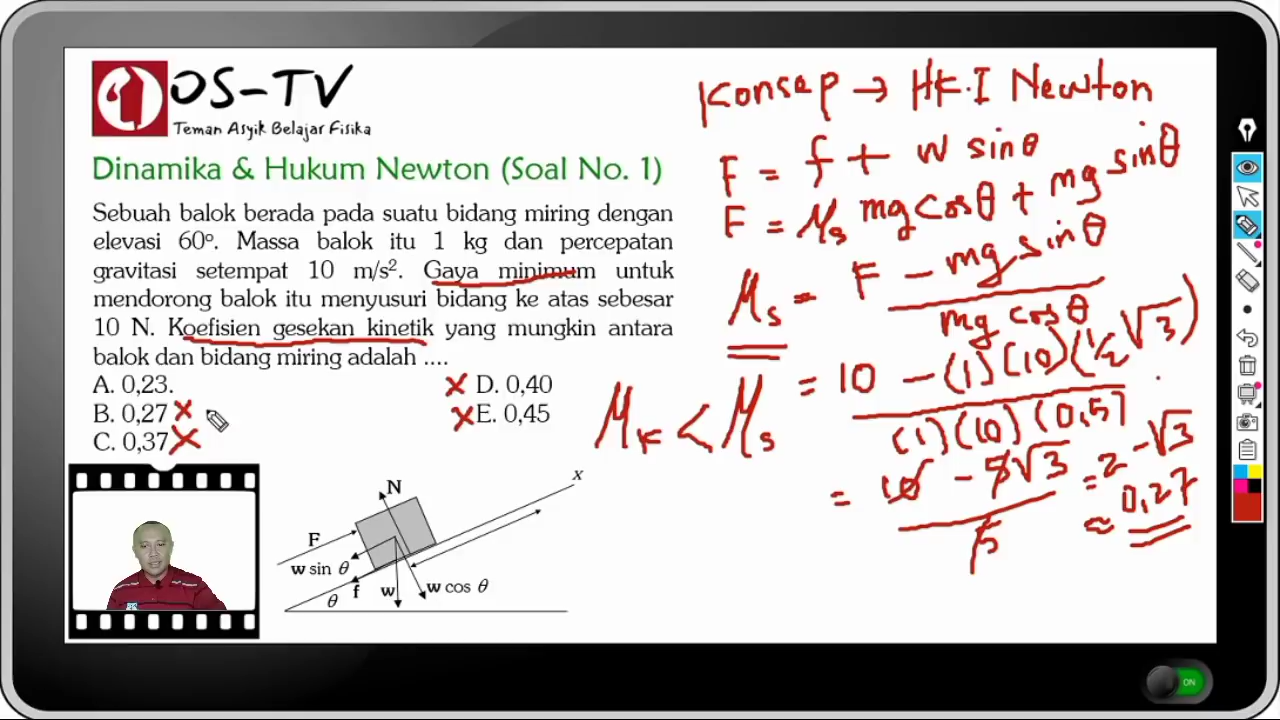 OS-TV
Teman Asyik Belajar Fisika
Dinamika & Hukum Newton (Soal No. 1)
Sebuah balok berada pada suatu bidang miring dengan
elevasi 60°. Massa balok itu 1 kg dan percepatan
gravitasi setempat 10 m/s². Gaya minimum untuk
mendorong balok itu menyusuri bidang ke atas sebesar
10 N. Koefisien gesekan kinetik yang mungkin antara
balok dan bidang miring adalah ....
A. 0,23.
B. 0,27 x
C. 0,37 x
x D. 0,40
x E. 0,45
N
x
F
w sin θ
f
w
w cos θ
θ
Konsep → HK.I Newton
F = f + w sinθ
F = μs mg cosθ + mg sinθ
μs = F - mg sinθ
mg cosθ
= 10 - (1)(10)(1/2 √3)
(1)(10)(0,5)
μk < μs
= 10 - 5√3
5
= 2 - √3
≈ 0,27
ON